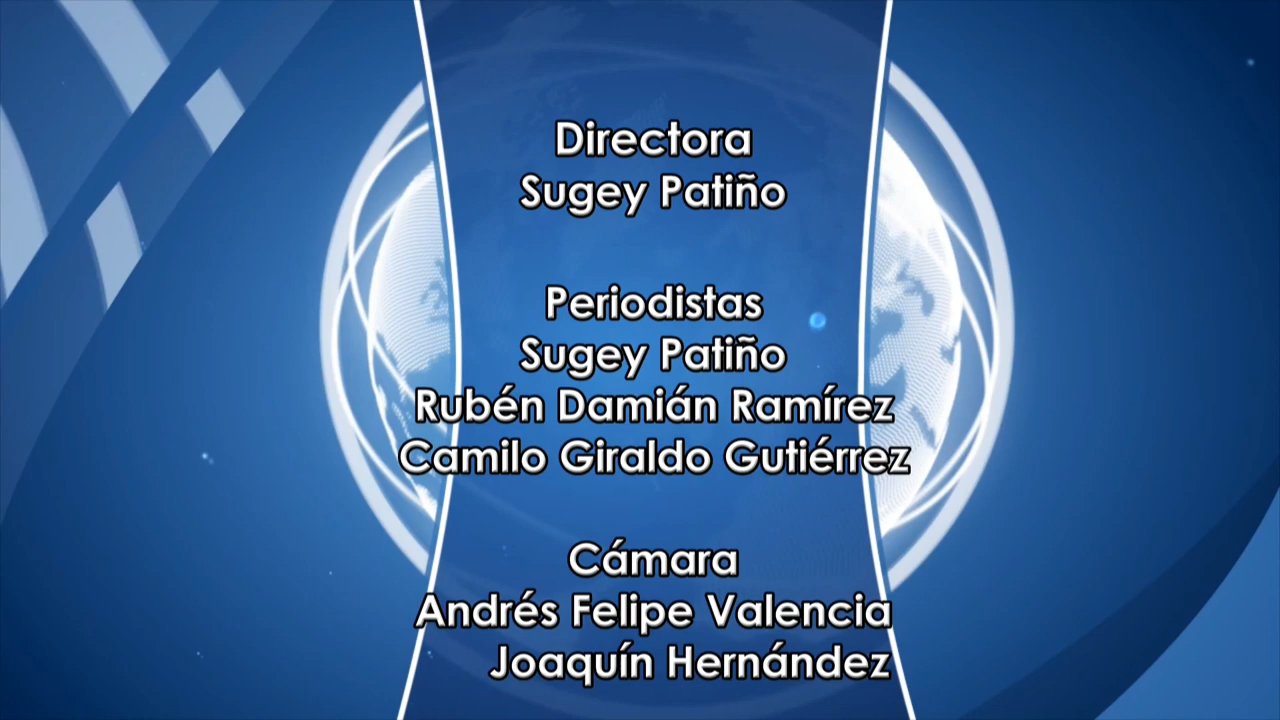 Directora
Sugey Patiño
Periodistas
Sugey Patiño
Rubén Damián Ramírez
Camilo Giraldo Gutiérrez
Cámara
Andrés Felipe Valencia
Joaquín Hernández